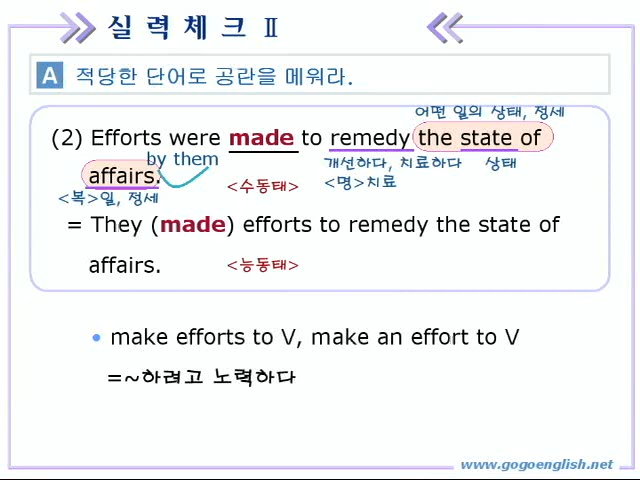 실 력 체 크 Ⅱ
A 적당한 단어로 공란을 메워라.
어떤 일의 상태, 정세
(2) Efforts were made to remedy the state of
by them 개선하다, 치료하다 상태
affairs. <수동태> <명>치료
<복>일, 정세
= They (made) efforts to remedy the state of
affairs. <능동태>
• make efforts to V, make an effort to V
=~하려고 노력하다
www.gogoenglish.net